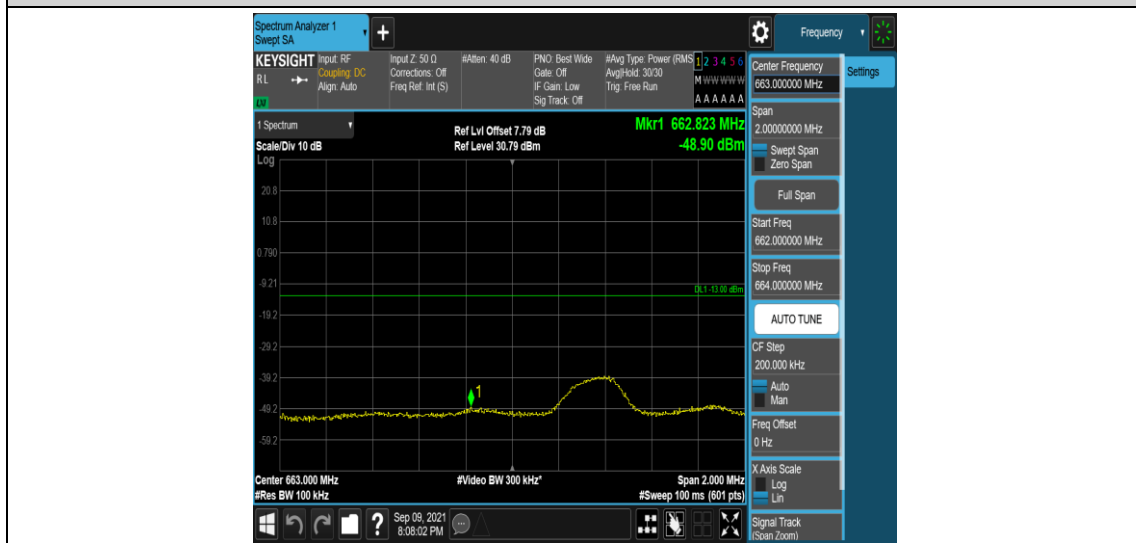 Spectrum Analyzer 1
Swept SA
+
Frequency
KEYSIGHT
RL
LXI
Input: RF
Coupling: DC
Align: Auto
Input Z: 50 Ω
Corrections: Off
Freq Ref: Int (S)
#Atten: 40 dB
PNO: Best Wide
Gate: Off
IF Gain: Low
Sig Track: Off
#Avg Type: Power (RMS
Avg|Hold: 30/30
Trig: Free Run
1 2 3 4 5 6
M W W W W W
A A A A A A
1 Spectrum
Scale/Div 10 dB
Ref Lvl Offset 7.79 dB
Ref Level 30.79 dBm
Mkr1 662.823 MHz
-48.90 dBm
Log
20.8
10.8
0.790
-9.21
DL1 -13.00 dBm
-19.2
-29.2
-39.2
1
-49.2
-59.2
Center 663.000 MHz
#Res BW 100 kHz
#Video BW 300 kHz*
Span 2.000 MHz
#Sweep 100 ms (601 pts)
Center Frequency
663.000000 MHz
Settings
Span
2.00000000 MHz
Swept Span
Zero Span
Full Span
Start Freq
662.000000 MHz
Stop Freq
664.000000 MHz
AUTO TUNE
CF Step
200.000 kHz
Auto
Man
Freq Offset
0 Hz
X Axis Scale
Log
Lin
Signal Track
(Span Zoom)
?
Sep 09, 2021
8:08:02 PM